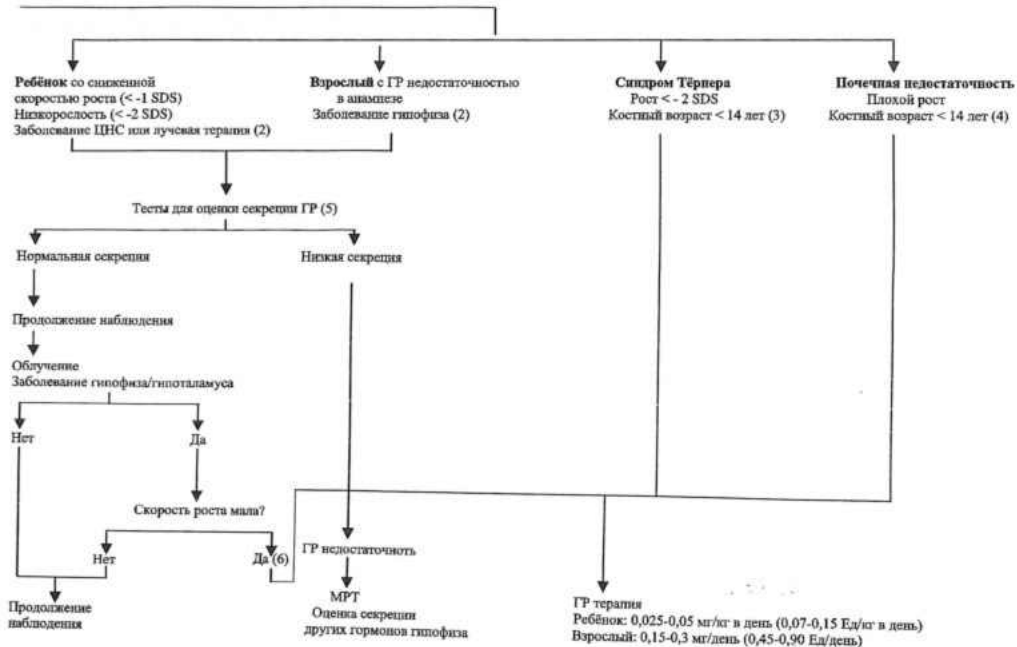 Ребёнок со сниженной
скоростью роста (< -1 SDS)
Низкорослость (< -2 SDS)
Заболевание ЦНС или лучевая терапия (2)
Взрослый с ГР недостаточностью
в анамнезе
Заболевание гипофиза (2)
Синдром Тёрнера
Рост < - 2 SDS
Костный возраст < 14 лет (3)
Почечная недостаточность
Плохой рост
Костный возраст < 14 лет (4)
Тесты для оценки секреции ГР (5)
Нормальная секреция
Низкая секреция
Продолжение наблюдения
Облучение
Заболевание гипофиза/гипоталамуса
Нет
Да
Скорость роста мала?
Нет
Да (6)
ГР недостаточноть
Продолжение
наблюдения
МРТ
Оценка секреции
других гормонов гипофиза
ГР терапия
Ребёнок: 0,025-0,05 мг/кг в день (0,07-0,15 Ед/кг в день)
Взрослый: 0,15-0,3 мг/день (0,45-0,90 Ед/день)